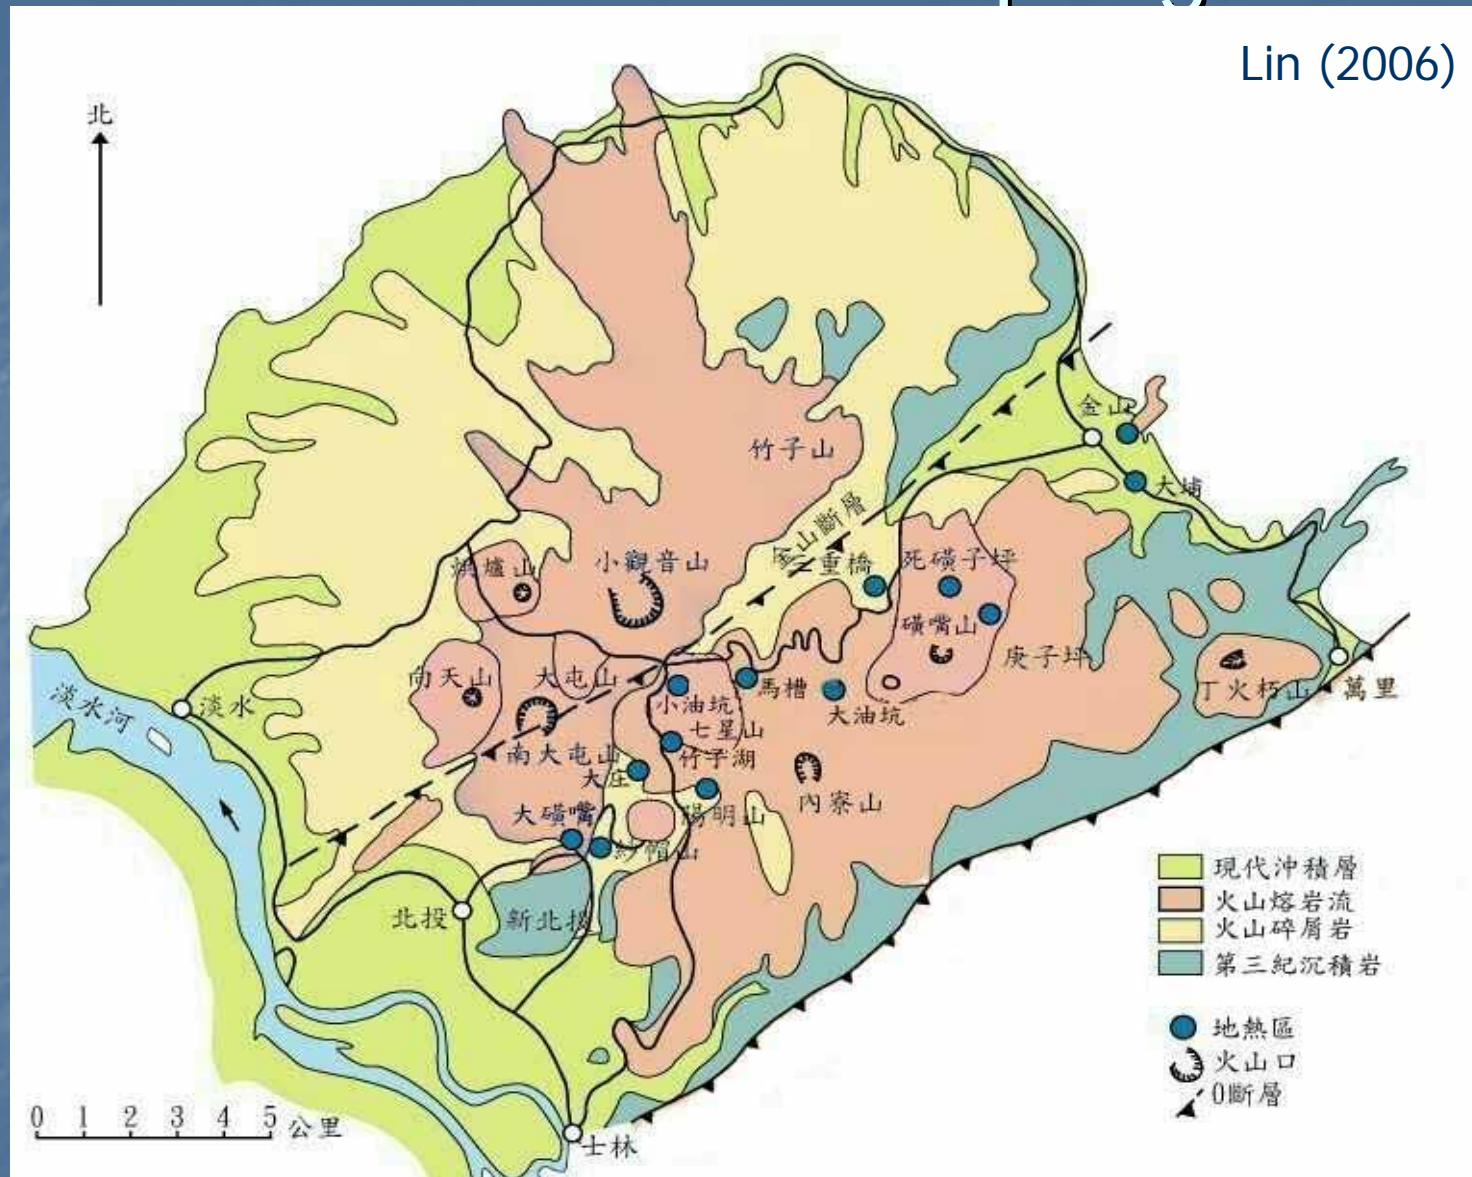 Lin (2006)
北
金山
大埔
竹子山
金山斷層
三重橋
死磺子坪
小觀音山
烘爐山
磺嘴山
庚子坪
向天山
大屯山
馬槽
大油坑
小油坑
七星山
丁火朽山
萬里
淡水河
淡水
南大屯山
竹子湖
大庄
內寮山
大磺嘴
陽明山
紗帽山
北投
新北投
士林
現代沖積層
火山熔岩流
火山碎屑岩
第三紀沉積岩
地熱區
火山口
0斷層
0 1 2 3 4 5 公里